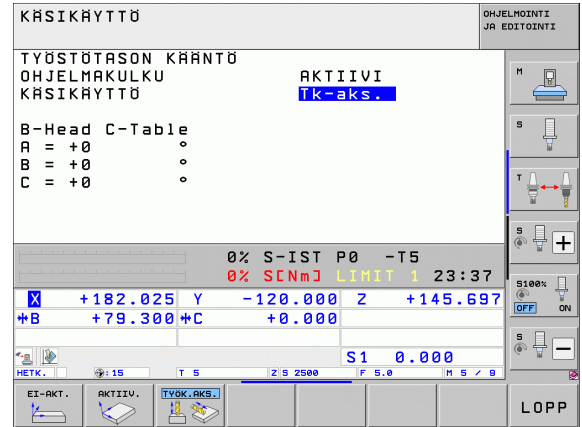 KÄSIKÄYTTÖ
OHJELMOINTI
JA EDITOINTI
TYÖSTÖTASON KÄÄNTÖ
OHJELMAKULKU AKTIIVI
KÄSIKÄYTTÖ Tk-aks.
B-Head C-Table
A = +0 °
B = +0 °
C = +0 °
0% S-IST P0 -T5
0% S[Nm] LIMIT 1 23:37
X +182.025 Y -120.000 Z +145.697
B +79.300 C +0.000
S1 0.000
HETK. : 15 T 5 Z S 2500 F 5.0 M 5 / 9
M
S
T
S
S100%
OFF ON
S
EI-AKT. AKTIIV. TYÖK.AKS. LOPP